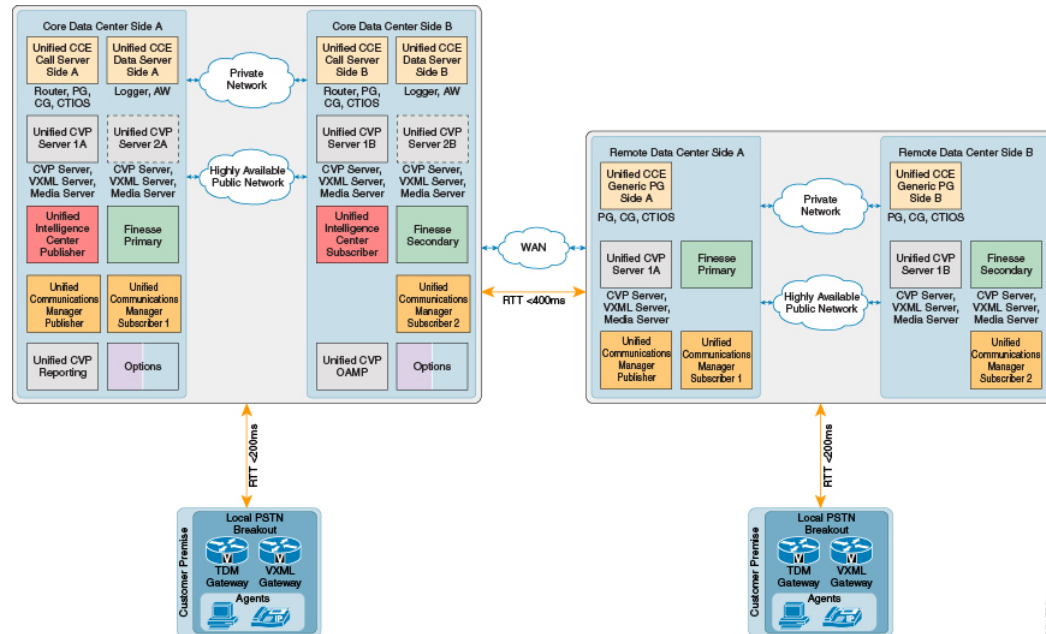 Core Data Center Side A
Unified CCE
Call Server
Side A
Unified CCE
Data Server
Side A
Router, PG,
CG, CTIOS
Logger, AW
Unified CVP
Server 1A
Unified CVP
Server 2A
CVP Server,
VXML Server,
Media Server
CVP Server,
VXML Server,
Media Server
Unified
Intelligence
Center
Publisher
Finesse
Primary
Unified
Communications
Manager
Publisher
Unified
Communications
Manager
Subscriber 1
Unified CVP
Reporting
Options
Private
Network
Highly Available
Public Network
Core Data Center Side B
Unified CCE
Call Server
Side B
Unified CCE
Data Server
Side B
Router, PG,
CG, CTIOS
Logger, AW
Unified CVP
Server 1B
Unified CVP
Server 2B
CVP Server,
VXML Server,
Media Server
CVP Server,
VXML Server,
Media Server
Unified
Intelligence
Center
Subscriber
Finesse
Secondary
Unified
Communications
Manager
Subscriber 2
Unified CVP
OAMP
Options
WAN
RTT <400ms
Remote Data Center Side A
Unified CCE
Generic PG
Side A
PG, CG, CTIOS
Unified CVP
Server 1A
Finesse
Primary
CVP Server,
VXML Server,
Media Server
Unified
Communications
Manager
Publisher
Unified
Communications
Manager
Subscriber 1
Private
Network
Highly Available
Public Network
Remote Data Center Side B
Unified CCE
Generic PG
Side B
PG, CG, CTIOS
Unified CVP
Server 1B
Finesse
Secondary
CVP Server,
VXML Server,
Media Server
CVP Server,
VXML Server,
Media Server
Unified
Communications
Manager
Subscriber 2
RTT <200ms
Customer Premise
Local PSTN
Breakout
V
V
TDM
Gateway
VXML
Gateway
Agents
IP
RTT <200ms
Customer Premise
Local PSTN
Breakout
V
V
TDM
Gateway
VXML
Gateway
Agents
IP